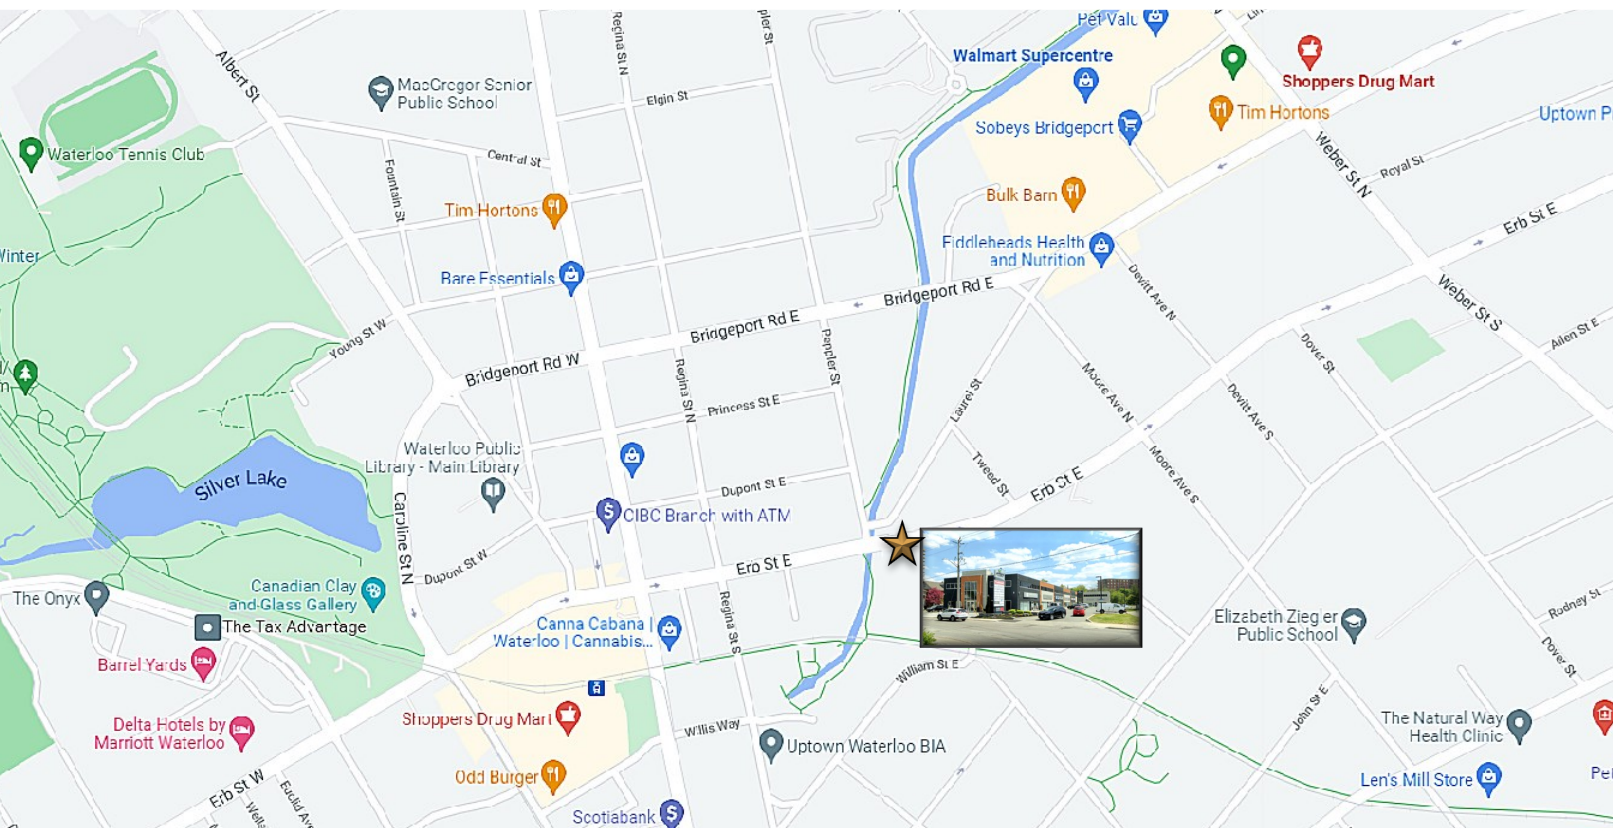 Pet Valu
Walmart Supercentre
Shoppers Drug Mart
Albert St
Regina St N
MacGregor Senior
Public School
Elgin St
Tim Hortons
Sobeys Bridgeport
Uptown P
Waterloo Tennis Club
Central St
Weber St N
Royal St
Fountain St
Tim Hortons
Bulk Barn
Erb St E
Winter
Fiddleheads Health
and Nutrition
Bare Essentials
Devitt Ave N
Bridgeport Rd E
Weber St S
Bridgeport Rd E
Young St W
Allen St E
Dover St
Bridgeport Rd W
Peppler St
Regina St N
Moore Ave N
Laurel St
Princess St E
Devitt Ave S
Waterloo Public
Library - Main Library
Silver Lake
Tweed St
Moore Ave S
Dupont St E
Erb St E
Caroline St N
CIBC Branch with ATM
Dupont St W
Erb St E
Canadian Clay
and Glass Gallery
The Onyx
The Tax Advantage
Regina St S
Rodney St
Elizabeth Ziegler
Public School
Canna Cabana |
Waterloo | Cannabis...
Barrel Yards
William St E
Dover St
John St E
Shoppers Drug Mart
Willis Way
Delta Hotels by
Marriott Waterloo
The Natural Way
Health Clinic
Uptown Waterloo BIA
Odd Burger
Len's Mill Store
Pe
Erb St W
Euclid Av
Scotiabank